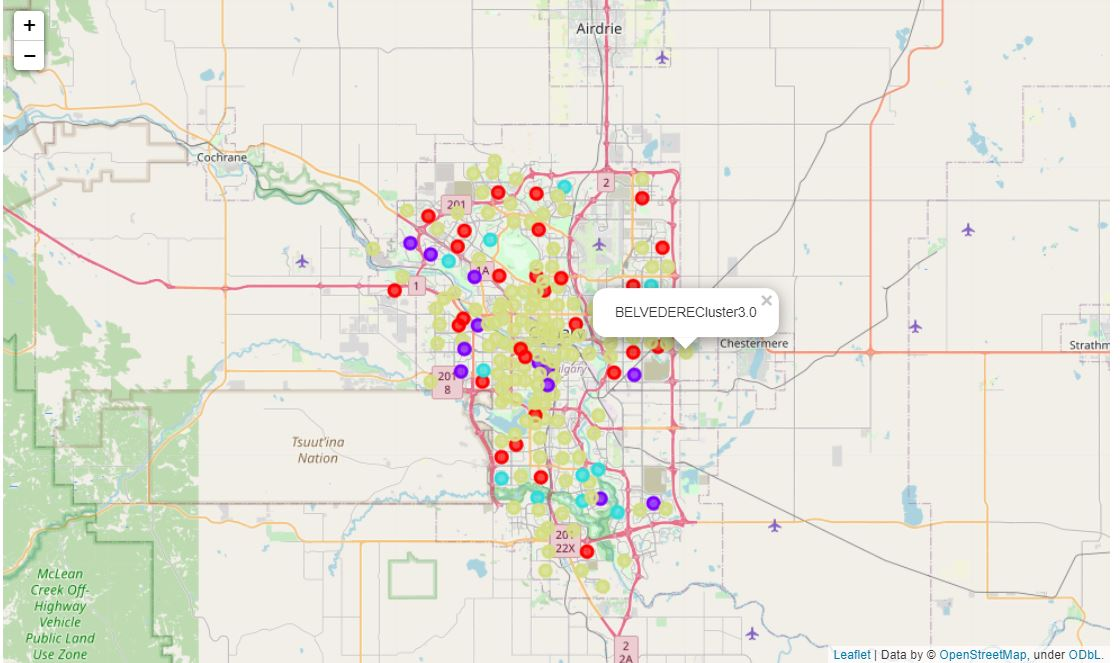 +
−
Airdrie
Cochrane
2
201
1A
1
BELVEDERECluster3.0
×
Chestermere
Strathm
201
8
Tsuut'ina
Nation
201
22X
McLean
Creek Off-
Highway
Vehicle
Public Land
Use Zone
2
2A
Leaflet | Data by © OpenStreetMap, under ODbL.